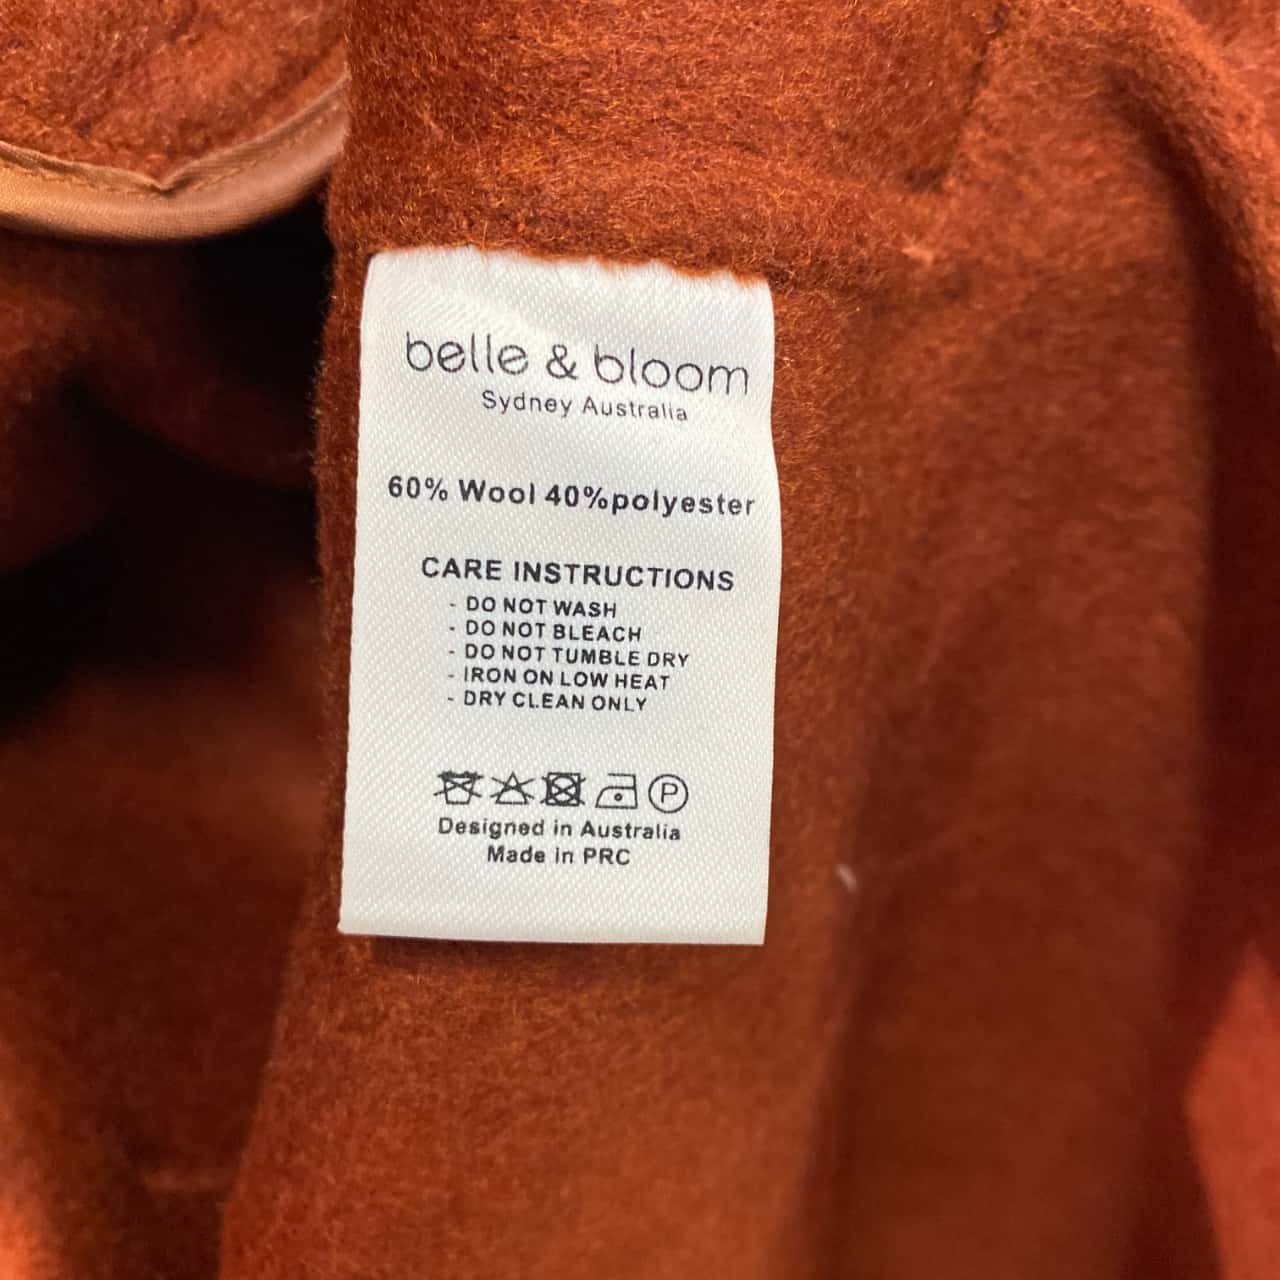 belle & bloom
Sydney Australia
60% Wool 40%polyester
CARE INSTRUCTIONS
- DO NOT WASH
- DO NOT BLEACH
- DO NOT TUMBLE DRY
- IRON ON LOW HEAT
- DRY CLEAN ONLY
P
Designed in Australia
Made in PRC